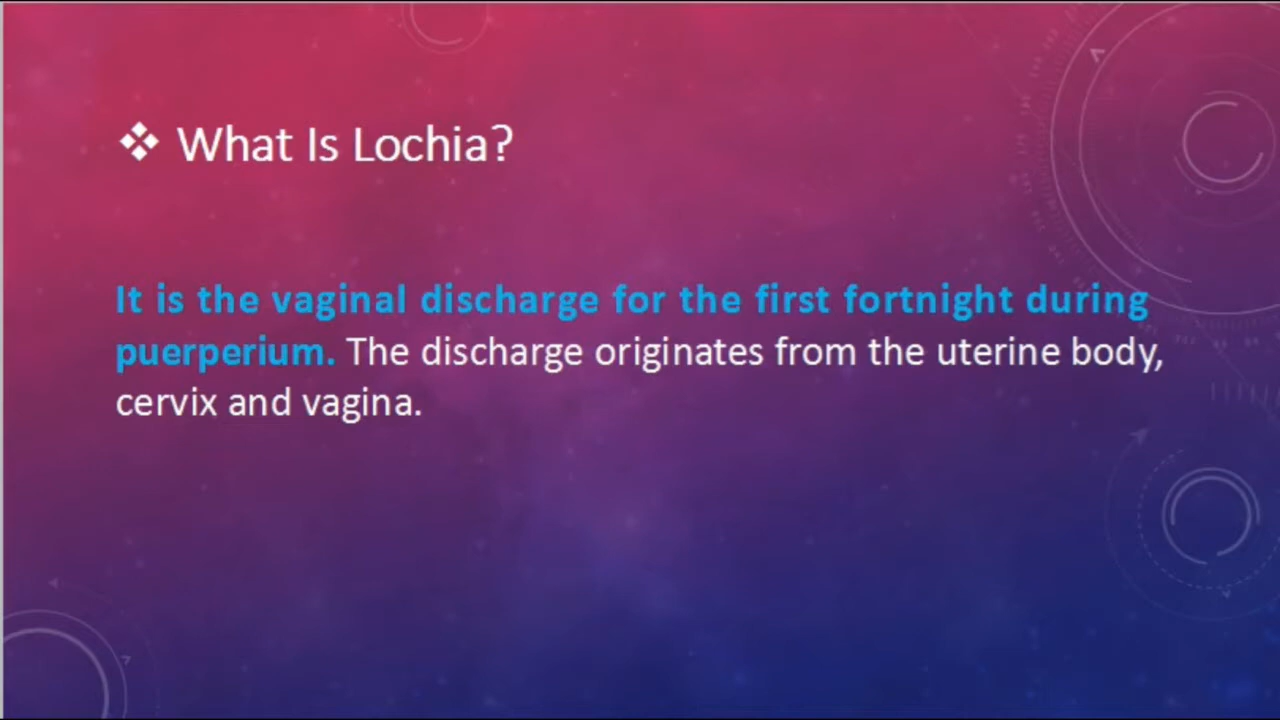 ❖ What Is Lochia?
It is the vaginal discharge for the first fortnight during
puerperium. The discharge originates from the uterine body,
cervix and vagina.